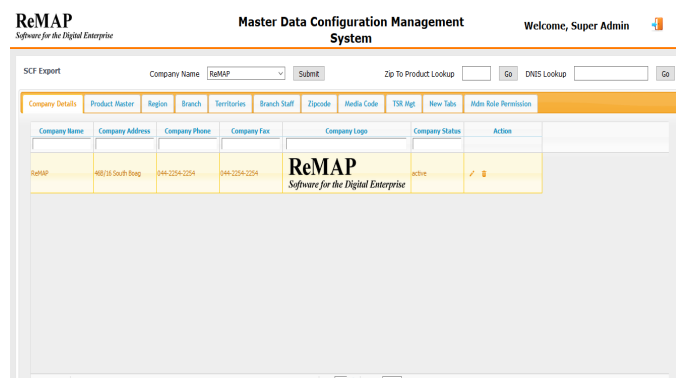 ReMAP
Software for the Digital Enterprise
Master Data Configuration Management
System
Welcome, Super Admin
SCF Export
Company Name ReMAP Submit Zip To Product Lookup Go DNIS Lookup Go
Company Details Product Master Region Branch Territories Branch Staff Zipcode Media Code TSR Mgt New Tabs Mdm Role Permission
Company Name Company Address Company Phone Company Fax Company Logo Company Status Action
ReMAP 468/16 South Boag 044-2254-2254 044-2254-2254 ReMAP active
Software for the Digital Enterprise